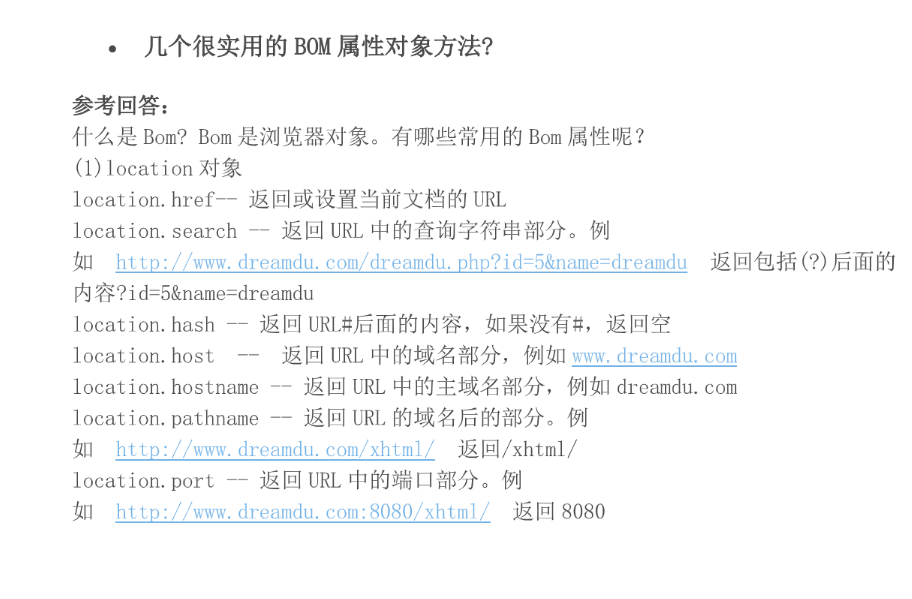 • 几个很实用的 BOM 属性对象方法?
参考回答：
什么是 Bom? Bom 是浏览器对象。有哪些常用的 Bom 属性呢？
(1)location 对象
location.href-- 返回或设置当前文档的 URL
location.search -- 返回 URL 中的查询字符串部分。例
如 http://www.dreamdu.com/dreamdu.php?id=5&name=dreamdu 返回包括(?)后面的
内容?id=5&name=dreamdu
location.hash -- 返回 URL#后面的内容，如果没有#，返回空
location.host -- 返回 URL 中的域名部分，例如 www.dreamdu.com
location.hostname -- 返回 URL 中的主域名部分，例如 dreamdu.com
location.pathname -- 返回 URL 的域名后的部分。例
如 http://www.dreamdu.com/xhtml/ 返回/xhtml/
location.port -- 返回 URL 中的端口部分。例
如 http://www.dreamdu.com:8080/xhtml/ 返回 8080